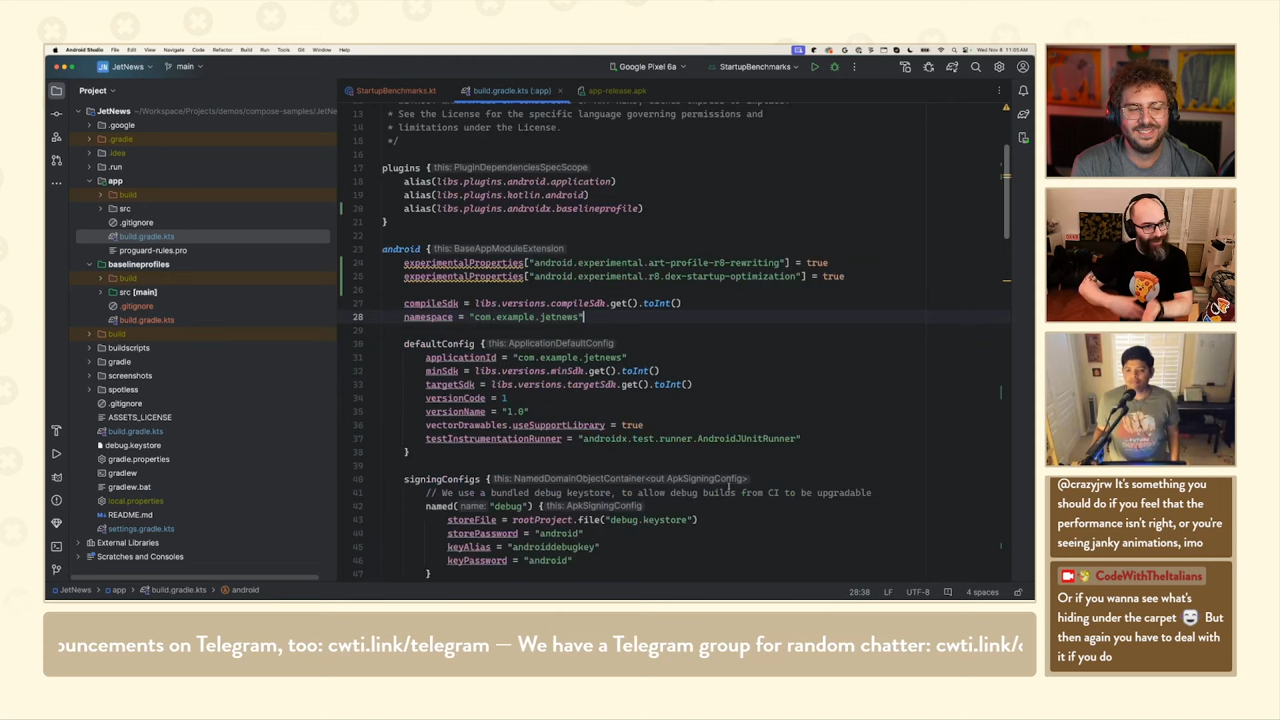 Android Studio File Edit View Navigate Code Refactor Build Run Tools Git Window Help
Wed Nov 8 11:05 AM
JN JetNews main
Google Pixel 6a StartupBenchmarks
Project
StartupBenchmarks.kt build.gradle.kts (:app) app-release.apk
JetNews ~/Workspace/Projects/demos/compose-samples/JetNe
.google
.gradle
.idea
.run
app
build
src
.gitignore
build.gradle.kts
proguard-rules.pro
baselineprofiles
build
src [main]
.gitignore
build.gradle.kts
build
buildscripts
gradle
screenshots
spotless
.gitignore
ASSETS_LICENSE
build.gradle.kts
debug.keystore
gradle.properties
gradlew
gradlew.bat
local.properties
README.md
settings.gradle.kts
External Libraries
Scratches and Consoles
13 * See the License for the specific language governing permissions and
14 * limitations under the License.
15 */
16
17 plugins { this: PluginDependenciesSpecScope
18 alias(libs.plugins.android.application)
19 alias(libs.plugins.kotlin.android)
20 alias(libs.plugins.androidx.baselineprofile)
21 }
22
23 android { this: BaseAppModuleExtension
24 experimentalProperties["android.experimental.art-profile-r8-rewriting"] = true
25 experimentalProperties["android.experimental.r8.dex-startup-optimization"] = true
26
27 compileSdk = libs.versions.compileSdk.get().toInt()
28 namespace = "com.example.jetnews"
29
30 defaultConfig { this: ApplicationDefaultConfig
31 applicationId = "com.example.jetnews"
32 minSdk = libs.versions.minSdk.get().toInt()
33 targetSdk = libs.versions.targetSdk.get().toInt()
34 versionCode = 1
35 versionName = "1.0"
36 vectorDrawables.useSupportLibrary = true
37 testInstrumentationRunner = "androidx.test.runner.AndroidJUnitRunner"
38 }
39
40 signingConfigs { this: NamedDomainObjectContainer<out ApkSigningConfig>
41 // We use a bundled debug keystore, to allow debug builds from CI to be upgradable
42 named( name: "debug") { this: ApkSigningConfig
43 storeFile = rootProject.file("debug.keystore")
44 storePassword = "android"
45 keyAlias = "androiddebugkey"
46 keyPassword = "android"
47 }
JetNews > app > build.gradle.kts > android
28:38 LF UTF-8 4 spaces
@crazyjrw It's something you
should do if you feel that the
performance isn't right, or you're
seeing janky animations, imo
CodeWithTheItalians
Or if you wanna see what's
hiding under the carpet 😇 But
then again you have to deal with
it if you do
ouncements on Telegram, too: cwti.link/telegram — We have a Telegram group for random chatter: cwti.link/